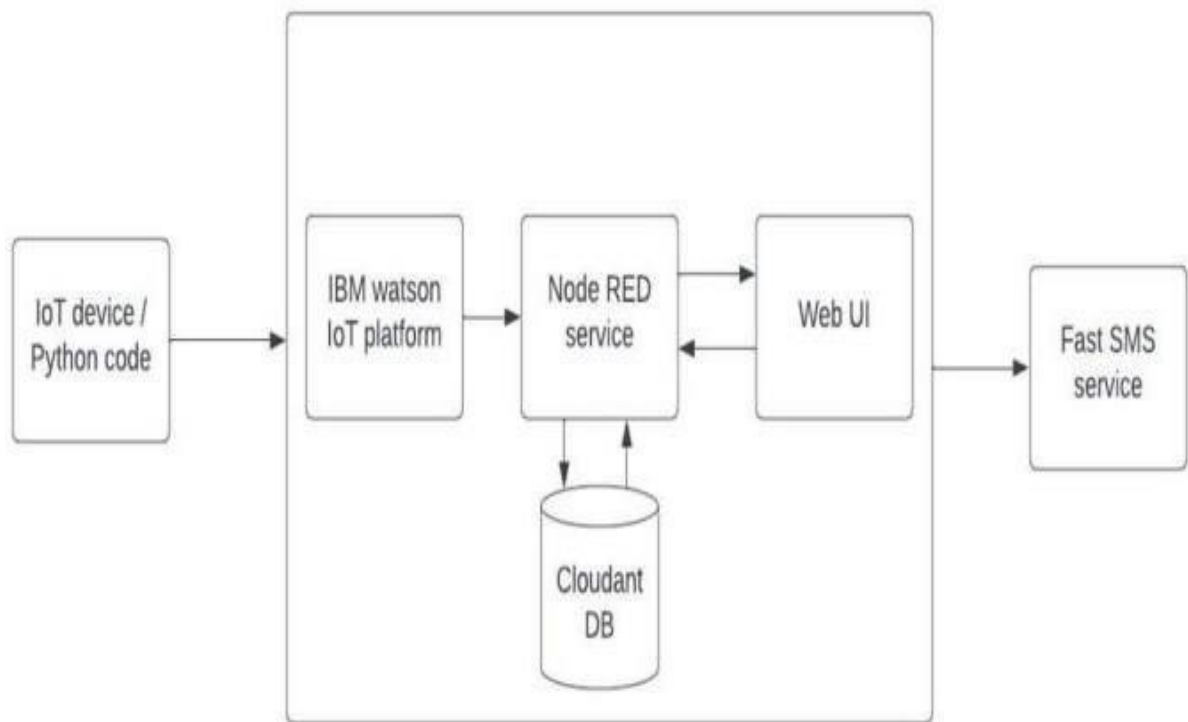 IoT device /
Python code
IBM watson
IoT platform
Node RED
service
Web UI
Fast SMS
service
Cloudant
DB